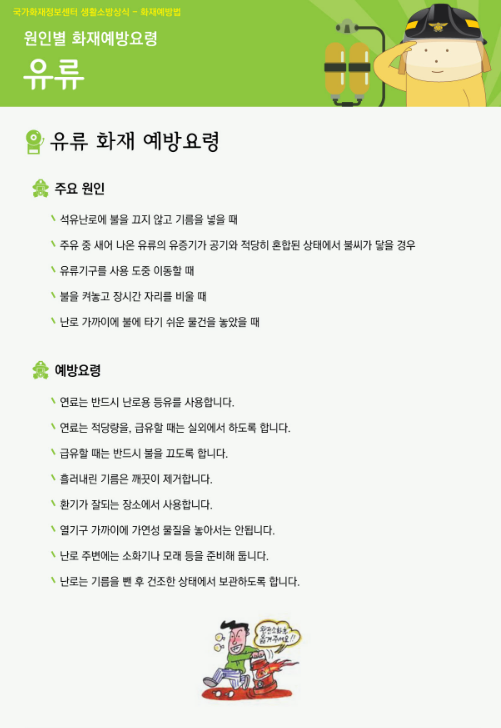 국가화재정보센터 생활소방상식 - 화재예방법
원인별 화재예방요령
유류
유류 화재 예방요령
주요 원인
석유난로에 불을 끄지 않고 기름을 넣을 때
주유 중 새어 나온 유류의 유증기가 공기와 적당히 혼합된 상태에서 불씨가 닿을 경우
유류기구를 사용 도중 이동할 때
불을 켜놓고 장시간 자리를 비울 때
난로 가까이에 불에 타기 쉬운 물건을 놓았을 때
예방요령
연료는 반드시 난로용 등유를 사용합니다.
연료는 적당량을, 급유할 때는 실외에서 하도록 합니다.
급유할 때는 반드시 불을 끄도록 합니다.
흘러내린 기름은 깨끗이 제거합니다.
환기가 잘되는 장소에서 사용합니다.
열기구 가까이에 가연성 물질을 놓아서는 안됩니다.
난로 주변에는 소화기나 모래 등을 준비해 둡니다.
난로는 기름을 뺀 후 건조한 상태에서 보관하도록 합니다.
완전소화후
옮겨주세요!!